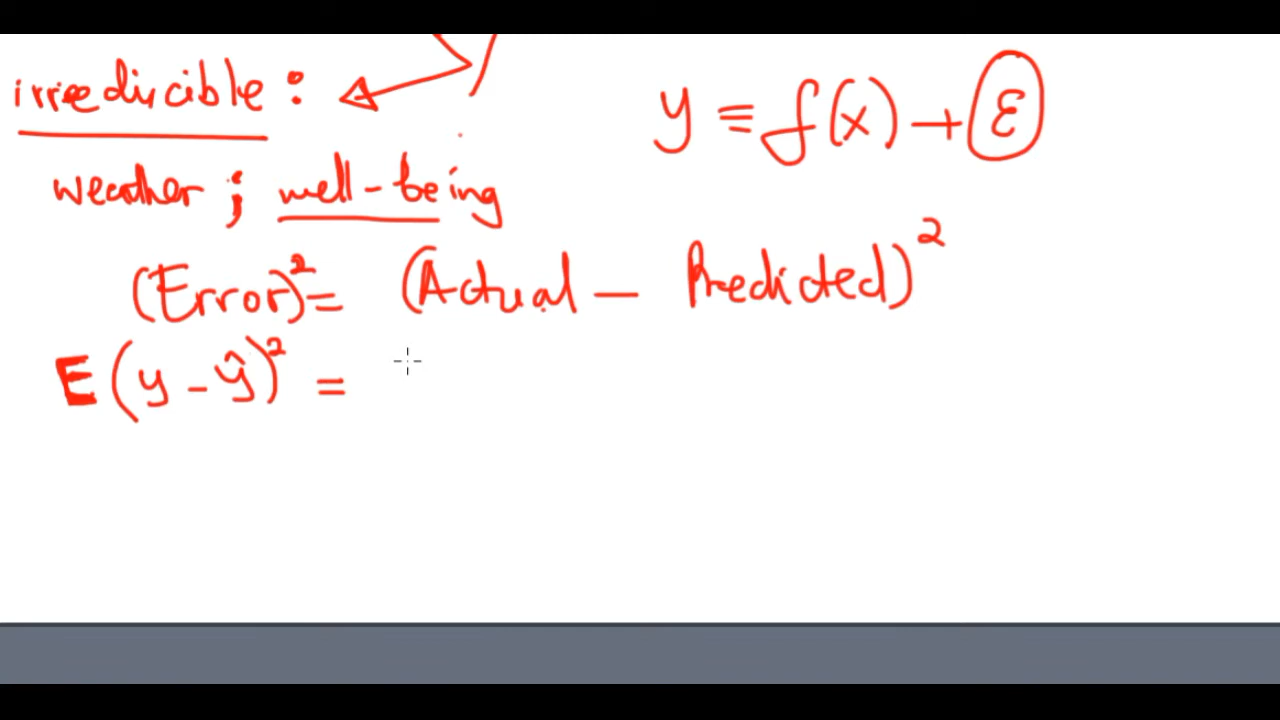 irreducible :
y ≡ f(x) + ε
weather ; well-being
(Error)² = (Actual – Predicted)²
E (y - ŷ)² =